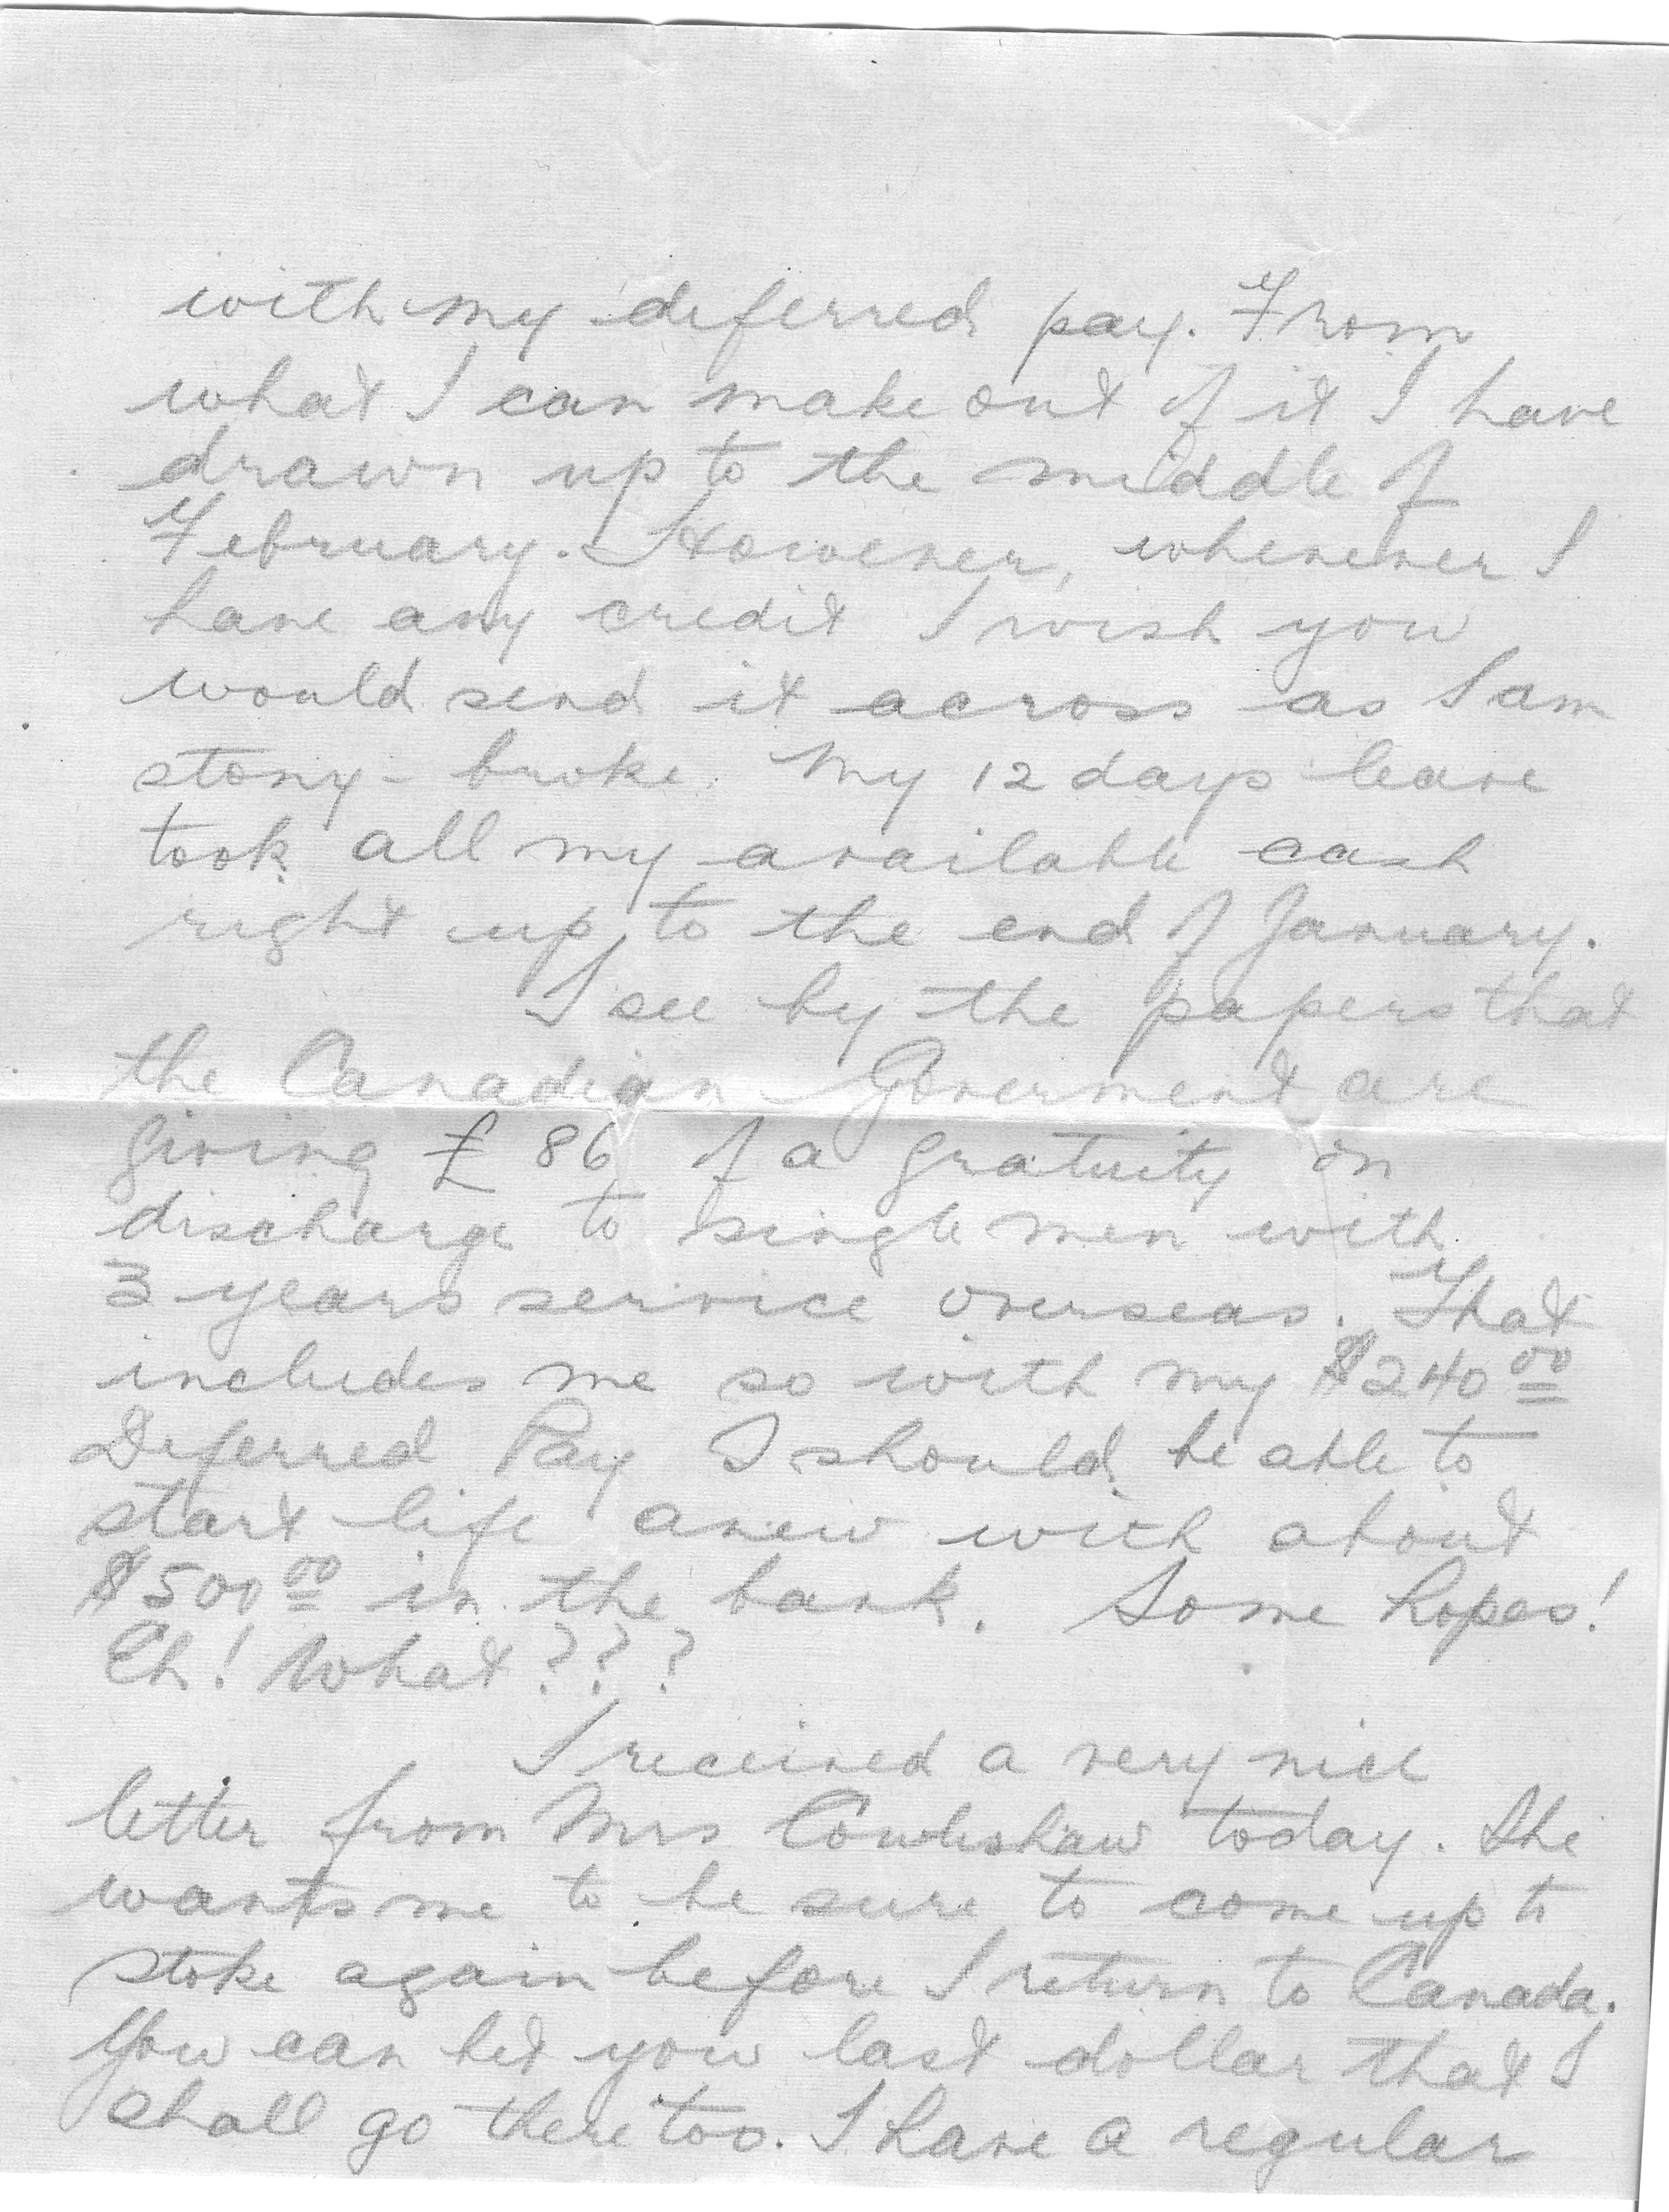 with my deferred pay. From
what I can make out of it I have
drawn up to the middle of
February. However, whenever I
have any credit I wish you
would send it across as I am
stony-broke. My 12 days leave
took all my available cash
right up to the end of January.
I see by the papers that
the Canadian Goverment are
giving £86 of a gratuity on
discharge to single men with
3 years service overseas. That
includes me so with my $240.00
Deferred Pay I should be able to
start life anew with about
$500.00 in the bank. Some hopes!
Eh! What???
I received a very nice
letter from Mrs Cowlishaw today. She
wants me to be sure to come up to
Stoke again before I return to Canada.
You can bet you last dollar that I
shall go there too. I have a regular